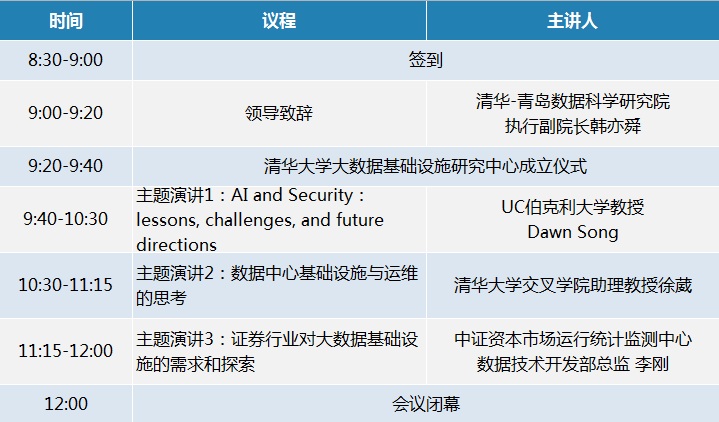 时间 议程 主讲人
8:30-9:00 签到
9:00-9:20 领导致辞 清华-青岛数据科学研究院
执行副院长韩亦舜
9:20-9:40 清华大学大数据基础设施研究中心成立仪式
9:40-10:30
主题演讲1：AI and Security：
lessons, challenges, and future
directions
UC伯克利大学教授
Dawn Song
10:30-11:15
主题演讲2：数据中心基础设施与运维
的思考
清华大学交叉学院助理教授徐葳
11:15-12:00
主题演讲3：证券行业对大数据基础设
施的需求和探索
中证资本市场运行统计监测中心
数据技术开发部总监 李刚
12:00 会议闭幕